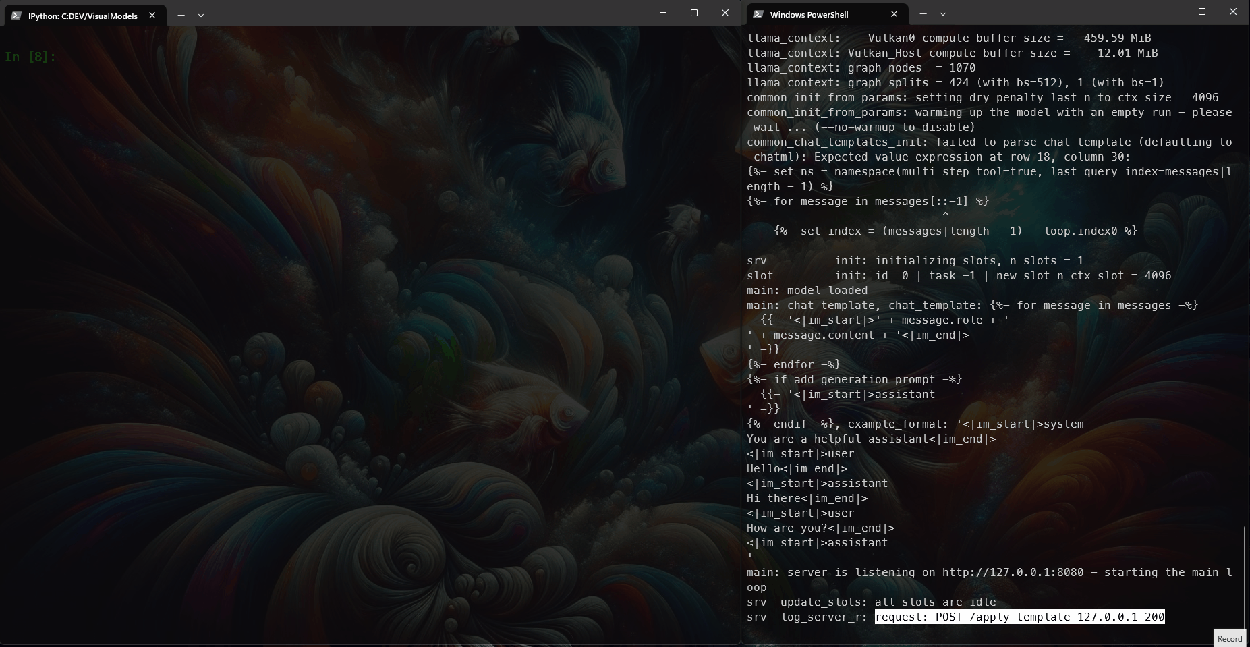 IPython: C:DEV/VisualModels
Windows PowerShell
In [8]:
llama_context: Vulkan0 compute buffer size = 459.59 MiB
llama_context: Vulkan_Host compute buffer size = 12.01 MiB
llama_context: graph nodes = 1070
llama_context: graph splits = 424 (with bs=512), 1 (with bs=1)
common_init_from_params: setting dry_penalty_last_n to ctx_size = 4096
common_init_from_params: warming up the model with an empty run - please
wait ... (--no-warmup to disable)
common_chat_templates_init: failed to parse chat template (defaulting to
chatml): Expected value expression at row 18, column 30:
{%- set ns = namespace(multi_step_tool=true, last_query_index=messages|l
ength - 1) %}
{%- for message in messages[::-1] %}
^
{%- set index = (messages|length - 1) - loop.index0 %}
srv init: initializing slots, n_slots = 1
slot init: id 0 | task -1 | new slot n_ctx_slot = 4096
main: model loaded
main: chat template, chat_template: {%- for message in messages -%}
{{- '<|im_start|>' + message.role + '
' + message.content + '<|im_end|>
' -}}
{%- endfor -%}
{%- if add_generation_prompt -%}
{{- '<|im_start|>assistant
' -}}
{%- endif -%}, example_format: '<|im_start|>system
You are a helpful assistant<|im_end|>
<|im_start|>user
Hello<|im_end|>
<|im_start|>assistant
Hi there<|im_end|>
<|im_start|>user
How are you?<|im_end|>
<|im_start|>assistant
'
main: server is listening on http://127.0.0.1:8080 - starting the main l
oop
srv update_slots: all slots are idle
srv log_server_r: request: POST /apply-template 127.0.0.1 200
Record